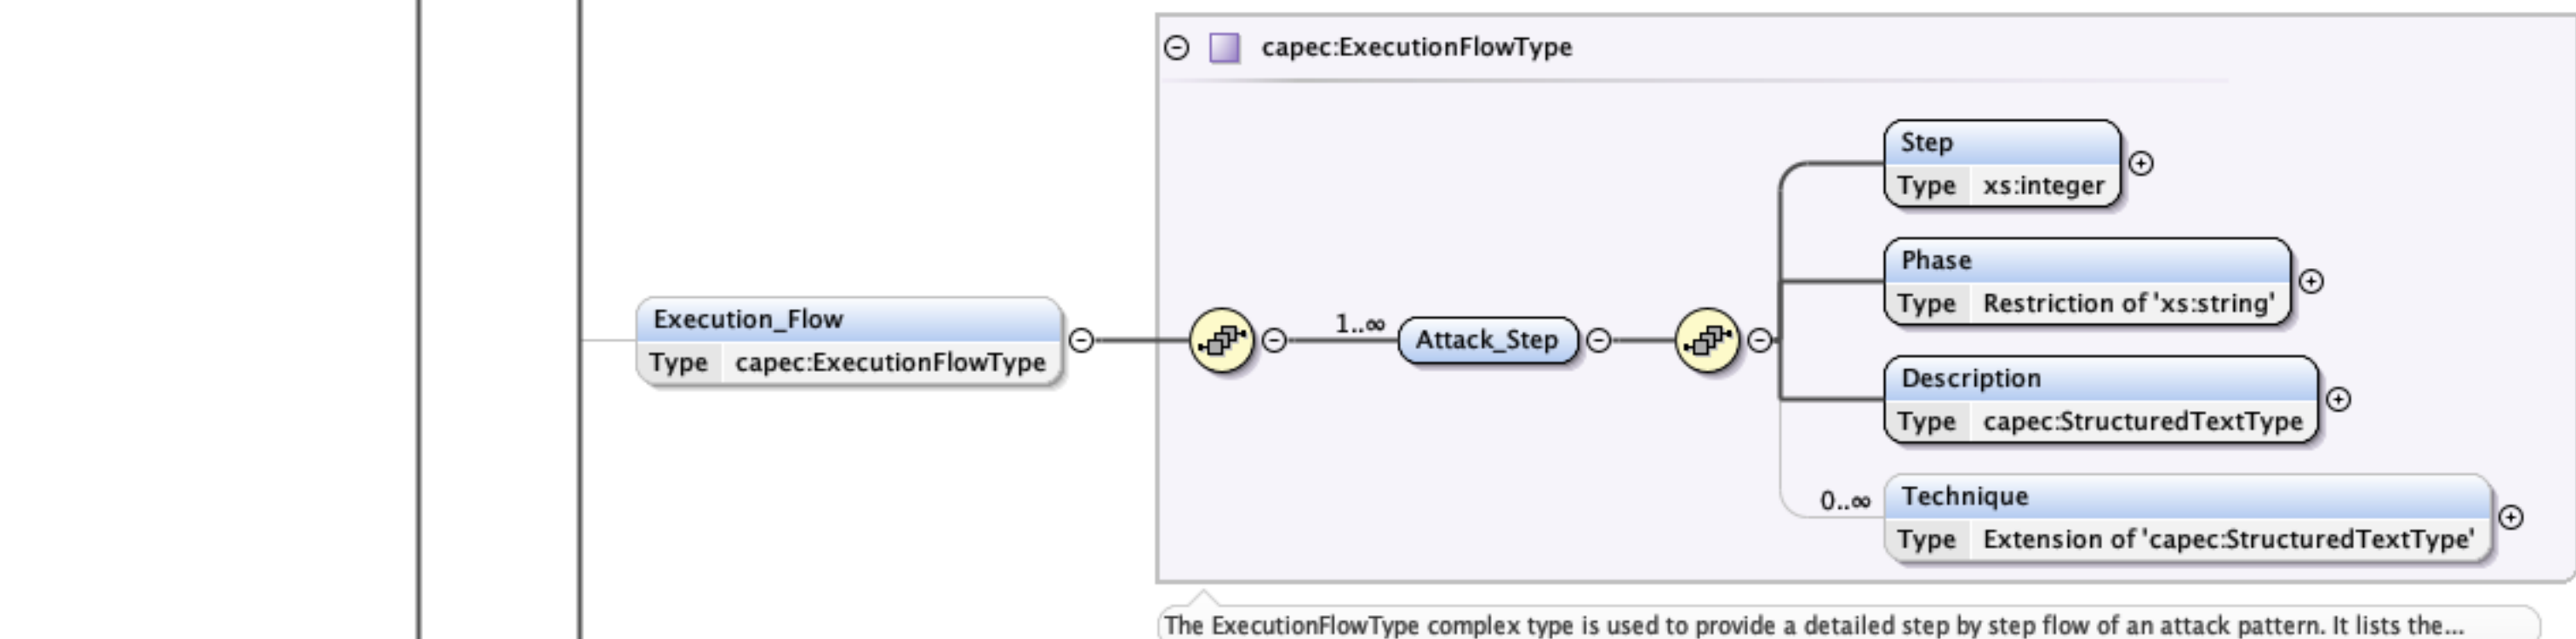 capec:ExecutionFlowType
Step
Type xs:integer
Phase
Type Restriction of 'xs:string'
Execution_Flow
Type capec:ExecutionFlowType
1..∞
Attack_Step
Description
Type capec:StructuredTextType
0..∞
Technique
Type Extension of 'capec:StructuredTextType'
The ExecutionFlowType complex type is used to provide a detailed step by step flow of an attack pattern. It lists the...